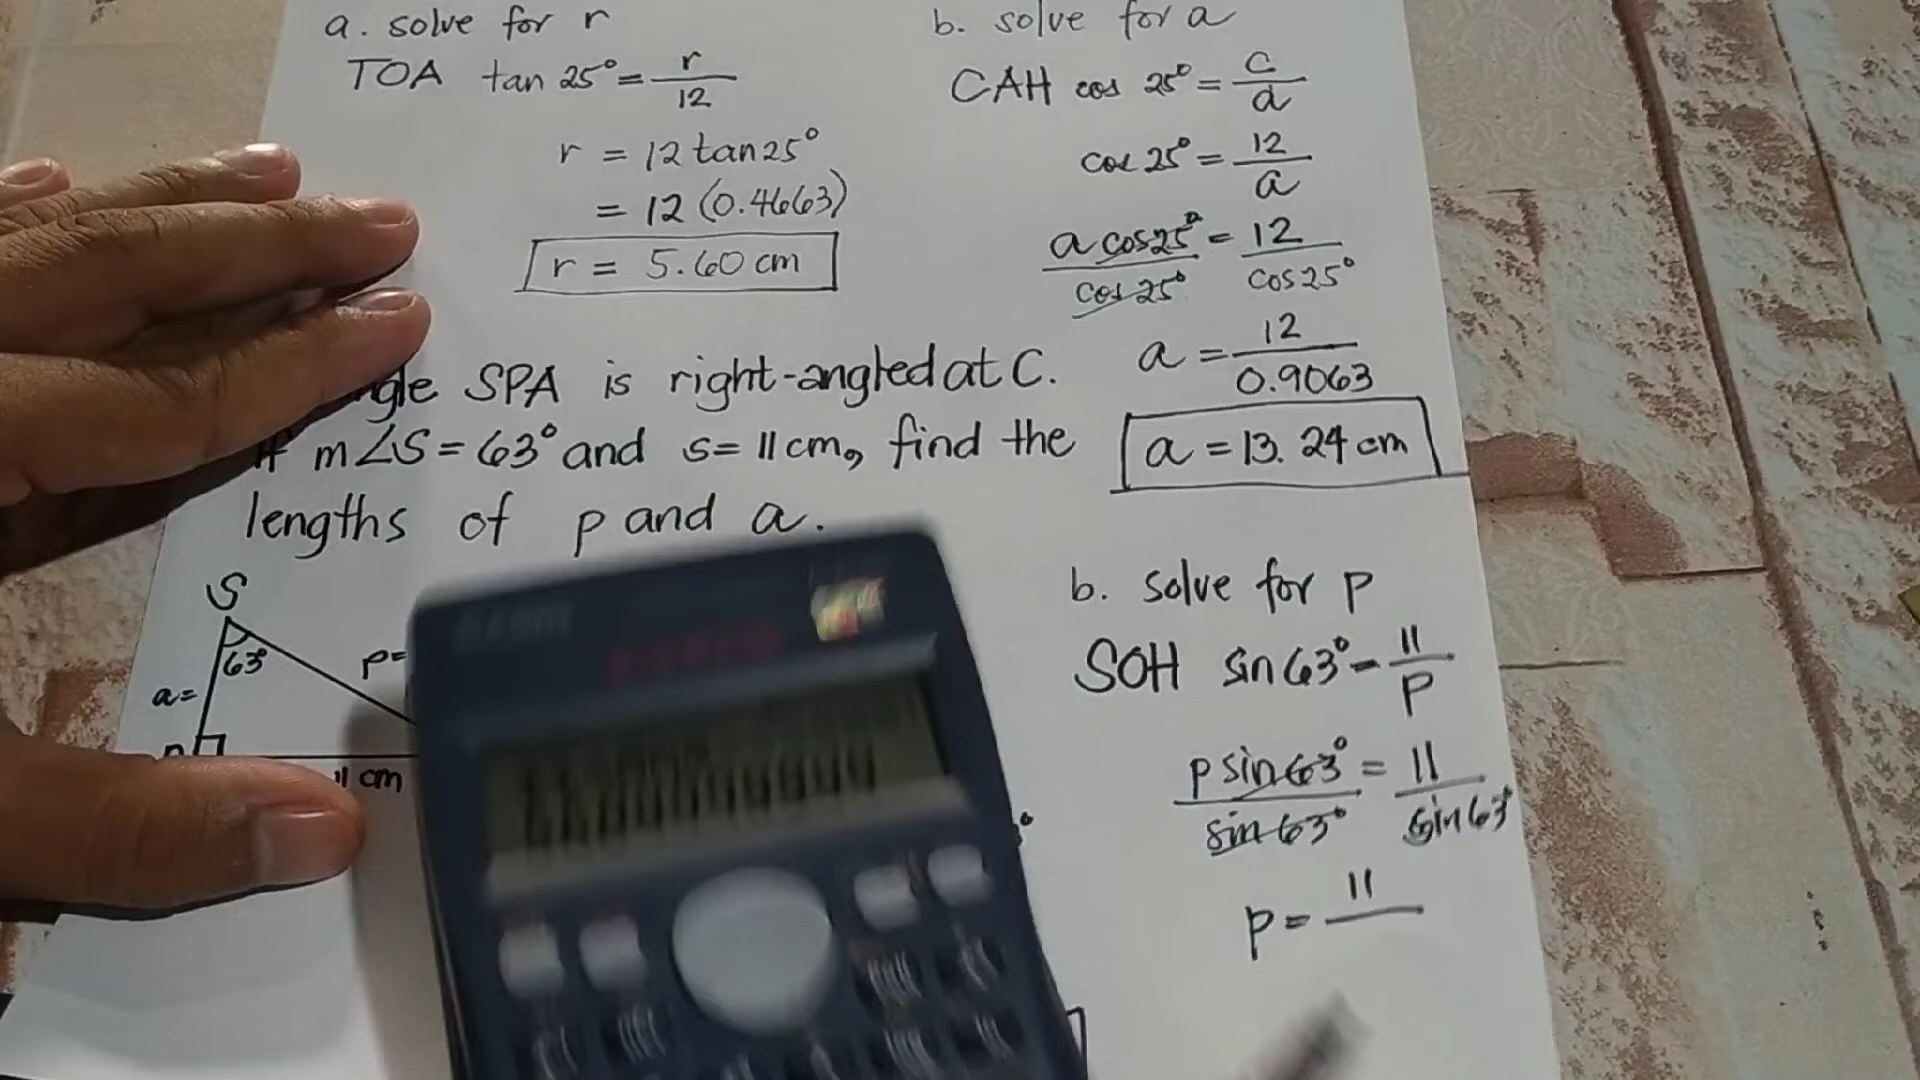 a. solve for r
TOA tan 25° = r/12
r = 12 tan 25°
= 12 (0.4663)
r = 5.60 cm
b. solve for a
CAH cos 25° = c/a
cos 25° = 12/a
a cos 25°/cos 25° = 12/cos 25°
a = 12/0.9063
a = 13.24 cm
SPA is right-angled at C.
If m∠S = 63° and s = 11 cm, find the
lengths of p and a.
S
63°
p=
a=
11 cm
b. solve for p
SOH sin 63° = 11/p
p sin 63°/sin 63° = 11/sin 63°
p = 11